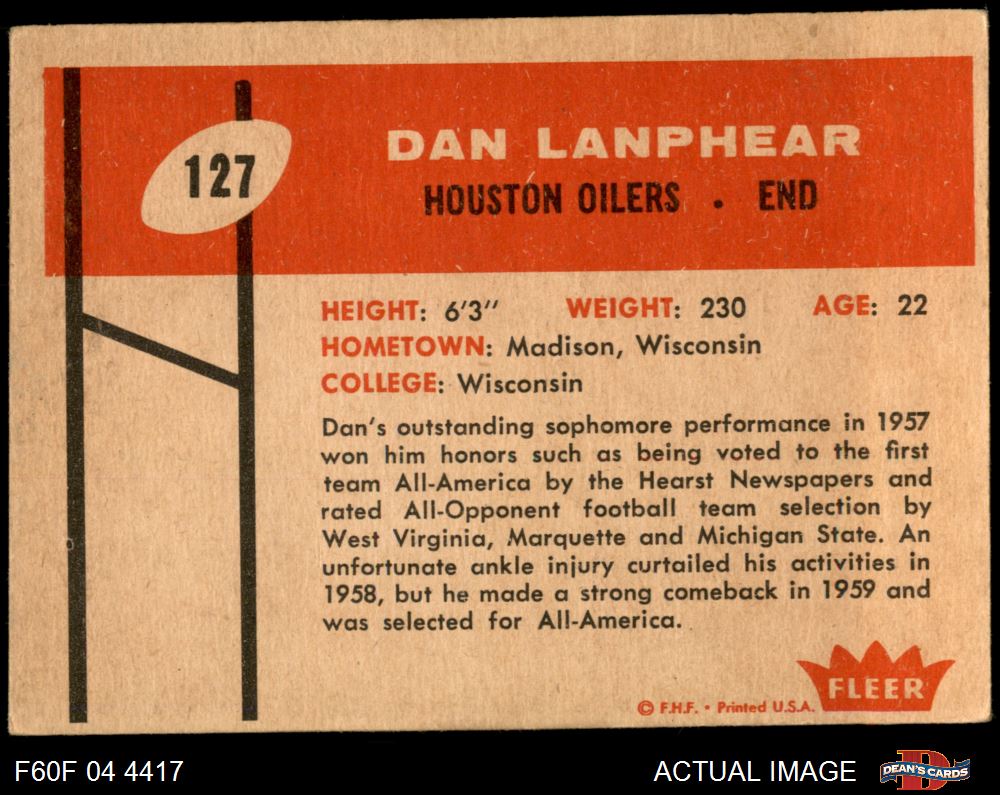 127
DAN LANPHEAR
HOUSTON OILERS . END
HEIGHT: 6'3" WEIGHT: 230 AGE: 22
HOMETOWN: Madison, Wisconsin
COLLEGE: Wisconsin
Dan's outstanding sophomore performance in 1957
won him honors such as being voted to the first
team All-America by the Hearst Newspapers and
rated All-Opponent football team selection by
West Virginia, Marquette and Michigan State. An
unfortunate ankle injury curtailed his activities in
1958, but he made a strong comeback in 1959 and
was selected for All-America.
FLEER
© F.H.F. • Printed U.S.A.
F60F 04 4417
ACTUAL IMAGE
DEAN'S CARDS